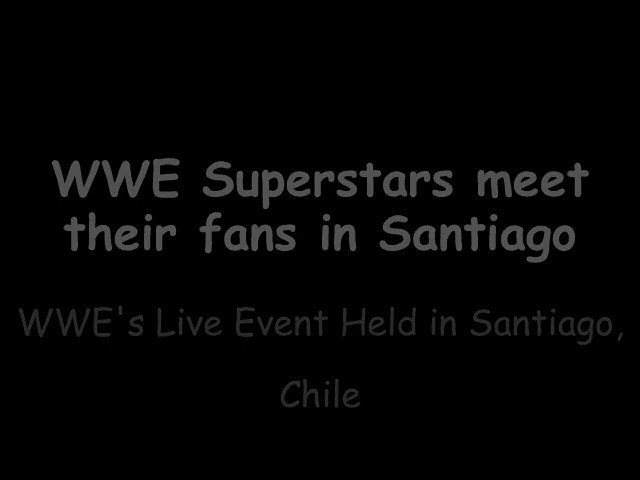 WWE Superstars meet
their fans in Santiago
WWE's Live Event Held in Santiago,
Chile